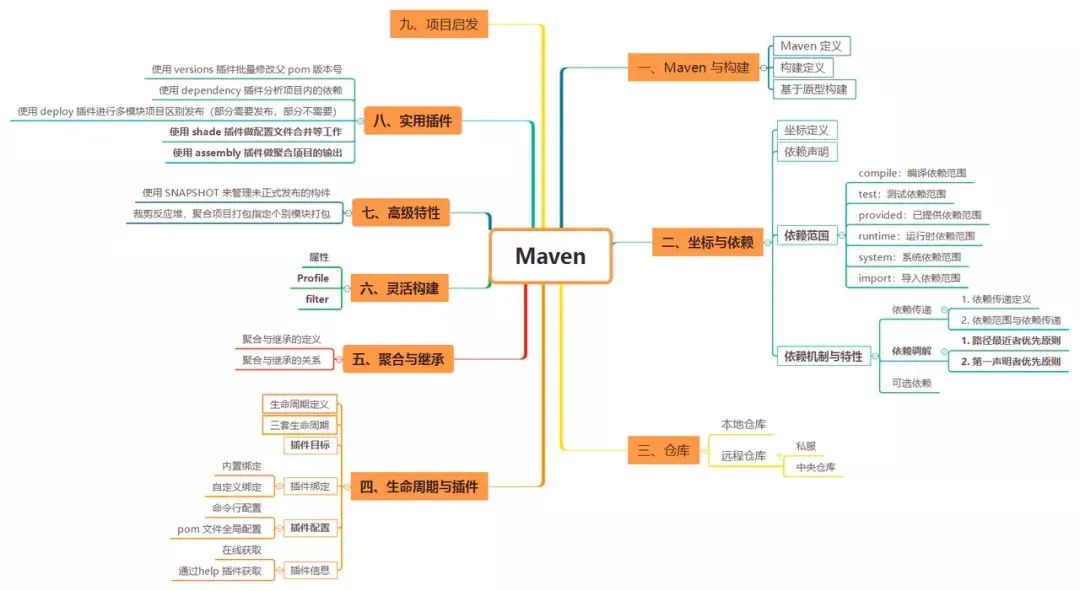 Maven
一、Maven 与构建
Maven 定义
构建定义
基于原型构建
二、坐标与依赖
坐标定义
依赖声明
依赖范围
compile：编译依赖范围
test：测试依赖范围
provided：已提供依赖范围
runtime：运行时依赖范围
system：系统依赖范围
import：导入依赖范围
依赖机制与特性
依赖传递
1. 依赖传递定义
2. 依赖范围与依赖传递
依赖调解
1. 路径最近者优先原则
2. 第一声明者优先原则
可选依赖
三、仓库
本地仓库
远程仓库
私服
中央仓库
四、生命周期与插件
生命周期定义
三套生命周期
插件目标
插件绑定
内置绑定
自定义绑定
插件配置
命令行配置
pom 文件全局配置
插件信息
在线获取
通过help 插件获取
五、聚合与继承
聚合与继承的定义
聚合与继承的关系
六、灵活构建
属性
Profile
filter
七、高级特性
使用 SNAPSHOT 来管理未正式发布的构件
裁剪反应堆，聚合项目打包指定个别模块打包
八、实用插件
使用 versions 插件批量修改父 pom 版本号
使用 dependency 插件分析项目内的依赖
使用 deploy 插件进行多模块项目区别发布（部分需要发布，部分不需要）
使用 shade 插件做配置文件合并等工作
使用 assembly 插件做聚合项目的输出
九、项目启发